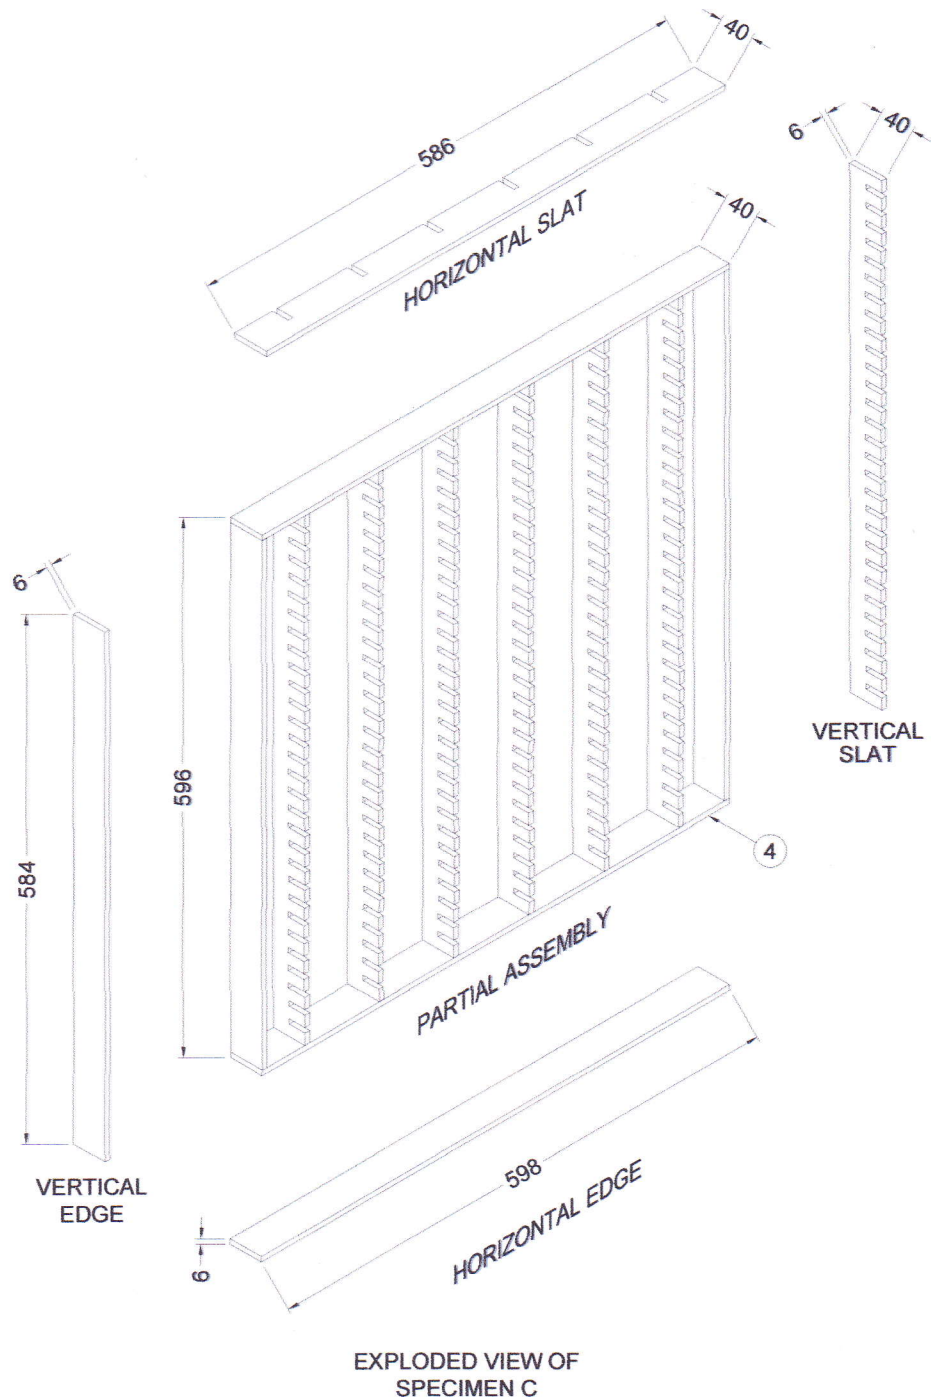 40
586
HORIZONTAL SLAT
6
40
40
6
596
584
VERTICAL
SLAT
4
PARTIAL ASSEMBLY
VERTICAL
EDGE
598
HORIZONTAL EDGE
6
EXPLODED VIEW OF
SPECIMEN C